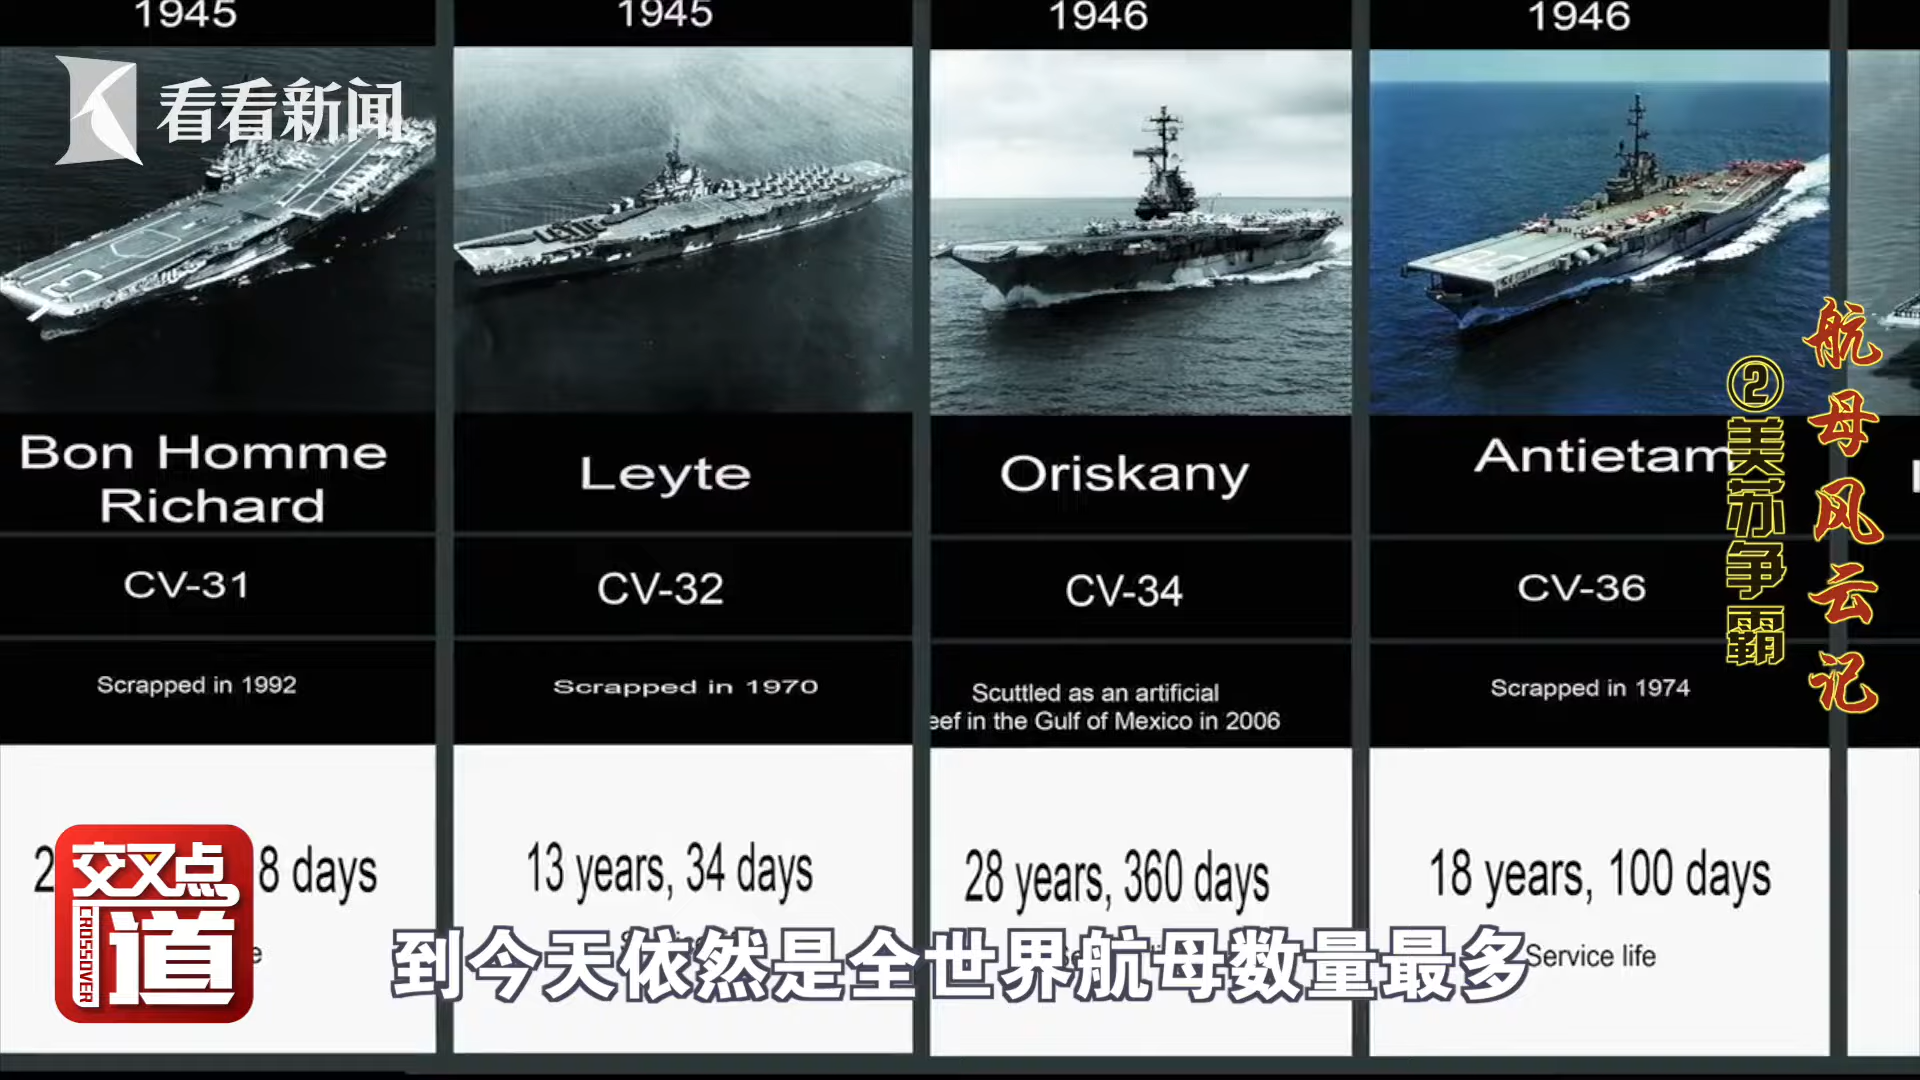 1945
1945
1946
1946
看看新闻
Bon Homme
Richard
Leyte
Oriskany
Antietam
CV-31
CV-32
CV-34
CV-36
Scrapped in 1992
Scrapped in 1970
Scuttled as an artificial
eef in the Gulf of Mexico in 2006
Scrapped in 1974
8 days
13 years, 34 days
28 years, 360 days
18 years, 100 days
Service life
航母风云记
②美苏争霸
交叉点
道
CROSSOVER
到今天依然是全世界航母数量最多